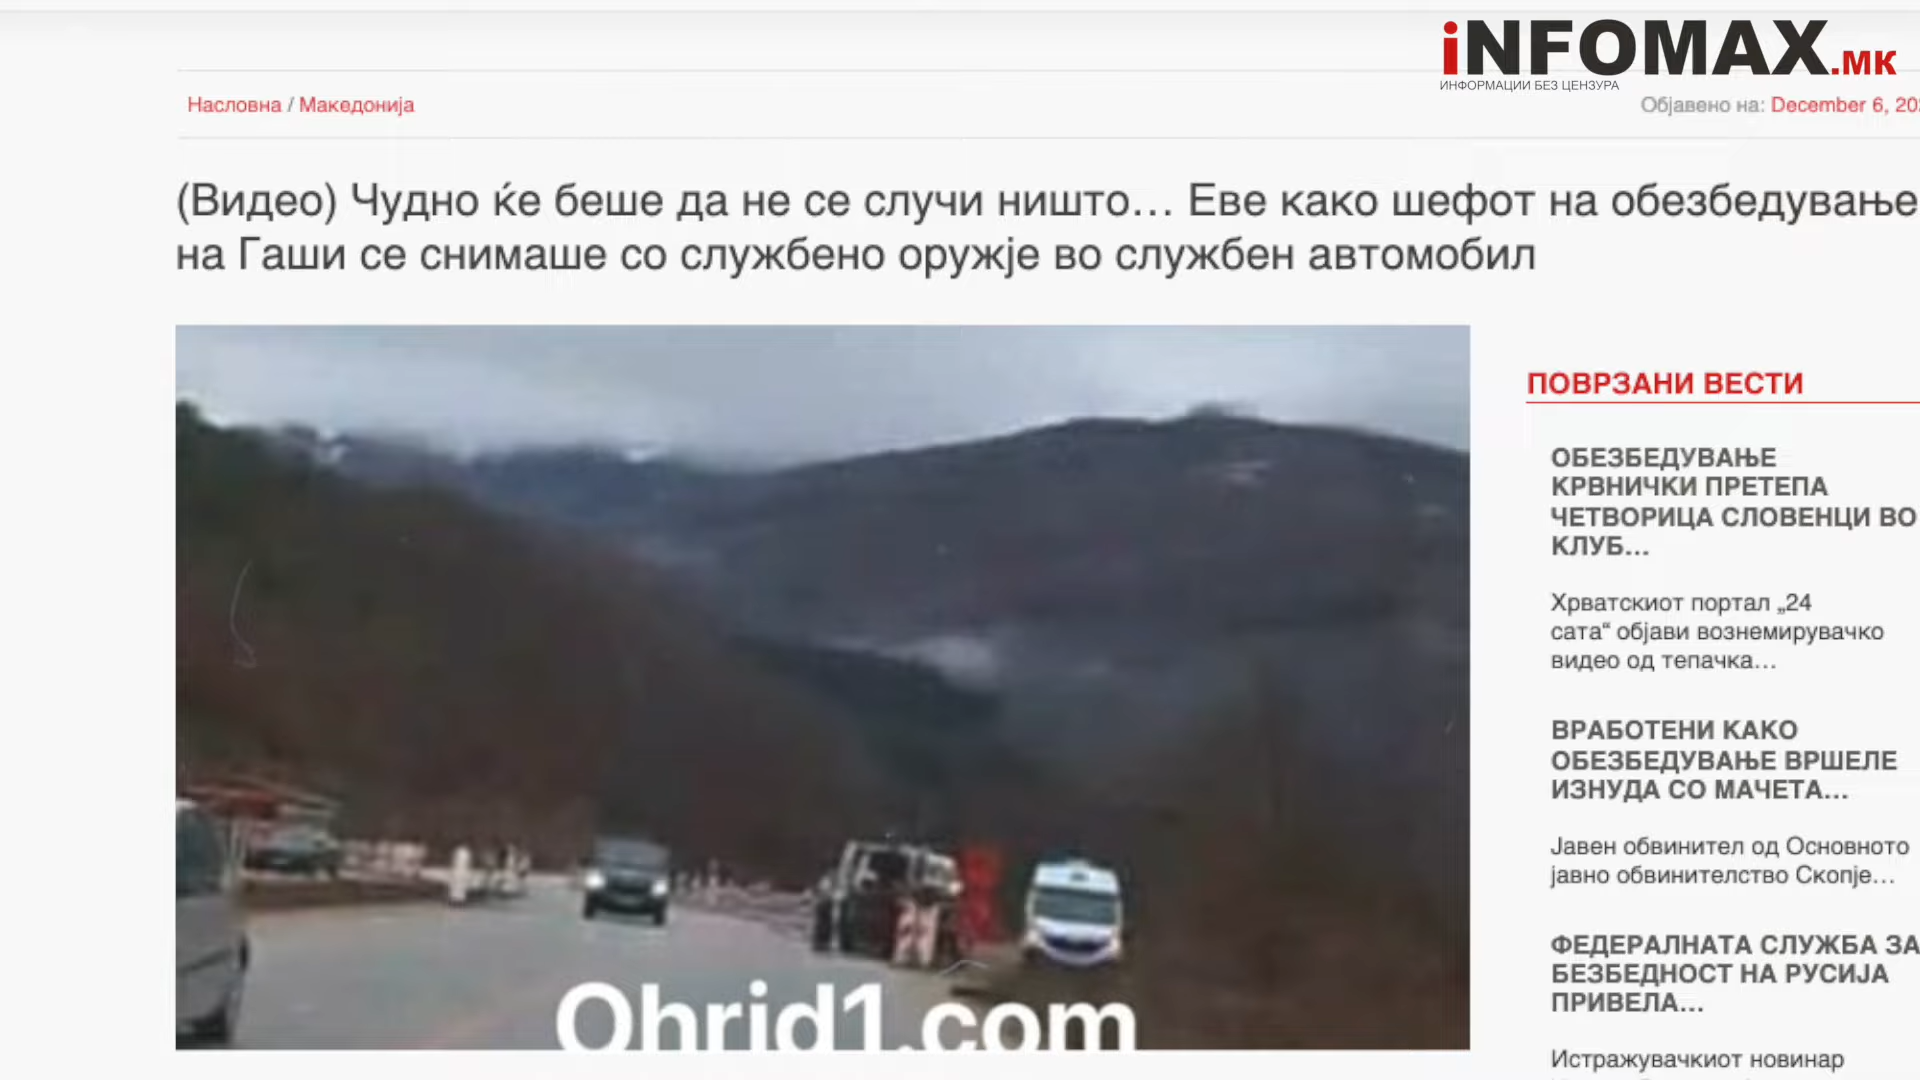 iNFOMAX.мк
ИНФОРМАЦИИ БЕЗ ЦЕНЗУРА
Насловна / Македонија
Објавено на: December 6, 20
(Видео) Чудно ќе беше да не се случи ништо... Еве како шефот на обезбедување
на Гаши се снимаше со службено оружје во службен автомобил
Ohrid1.com
ПОВРЗАНИ ВЕСТИ
ОБЕЗБЕДУВАЊЕ
КРВНИЧКИ ПРЕТЕПА
ЧЕТВОРИЦА СЛОВЕНЦИ ВО
КЛУБ...
Хрватскиот портал „24
сата“ објави вознемирувачко
видео од тепачка...
ВРАБОТЕНИ КАКО
ОБЕЗБЕДУВАЊЕ ВРШЕЛЕ
ИЗНУДА СО МАЧЕТА...
Јавен обвинител од Основното
јавно обвинителство Скопје...
ФЕДЕРАЛНАТА СЛУЖБА ЗА
БЕЗБЕДНОСТ НА РУСИЈА
ПРИВЕЛА...
Истражувачкиот новинар